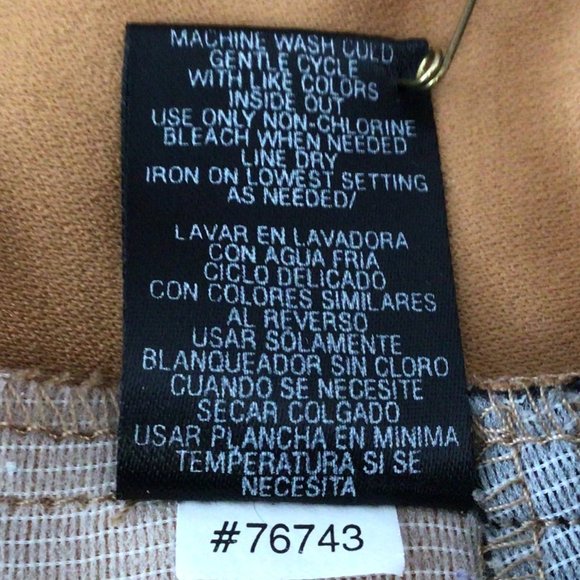 MACHINE WASH COLD
GENTLE CYCLE
WITH LIKE COLORS
INSIDE OUT
USE ONLY NON-CHLORINE
BLEACH WHEN NEEDED
LINE DRY
IRON ON LOWEST SETTING
AS NEEDED/
LAVAR EN LAVADORA
CON AGUA FRIA
CICLO DELICADO
CON COLORES SIMILARES
AL REVERSO
USAR SOLAMENTE
BLANQUEADOR SIN CLORO
CUANDO SE NECESITE
SECAR COLGADO
USAR PLANCHA EN MINIMA
TEMPERATURA SI SE
NECESITA
#76743